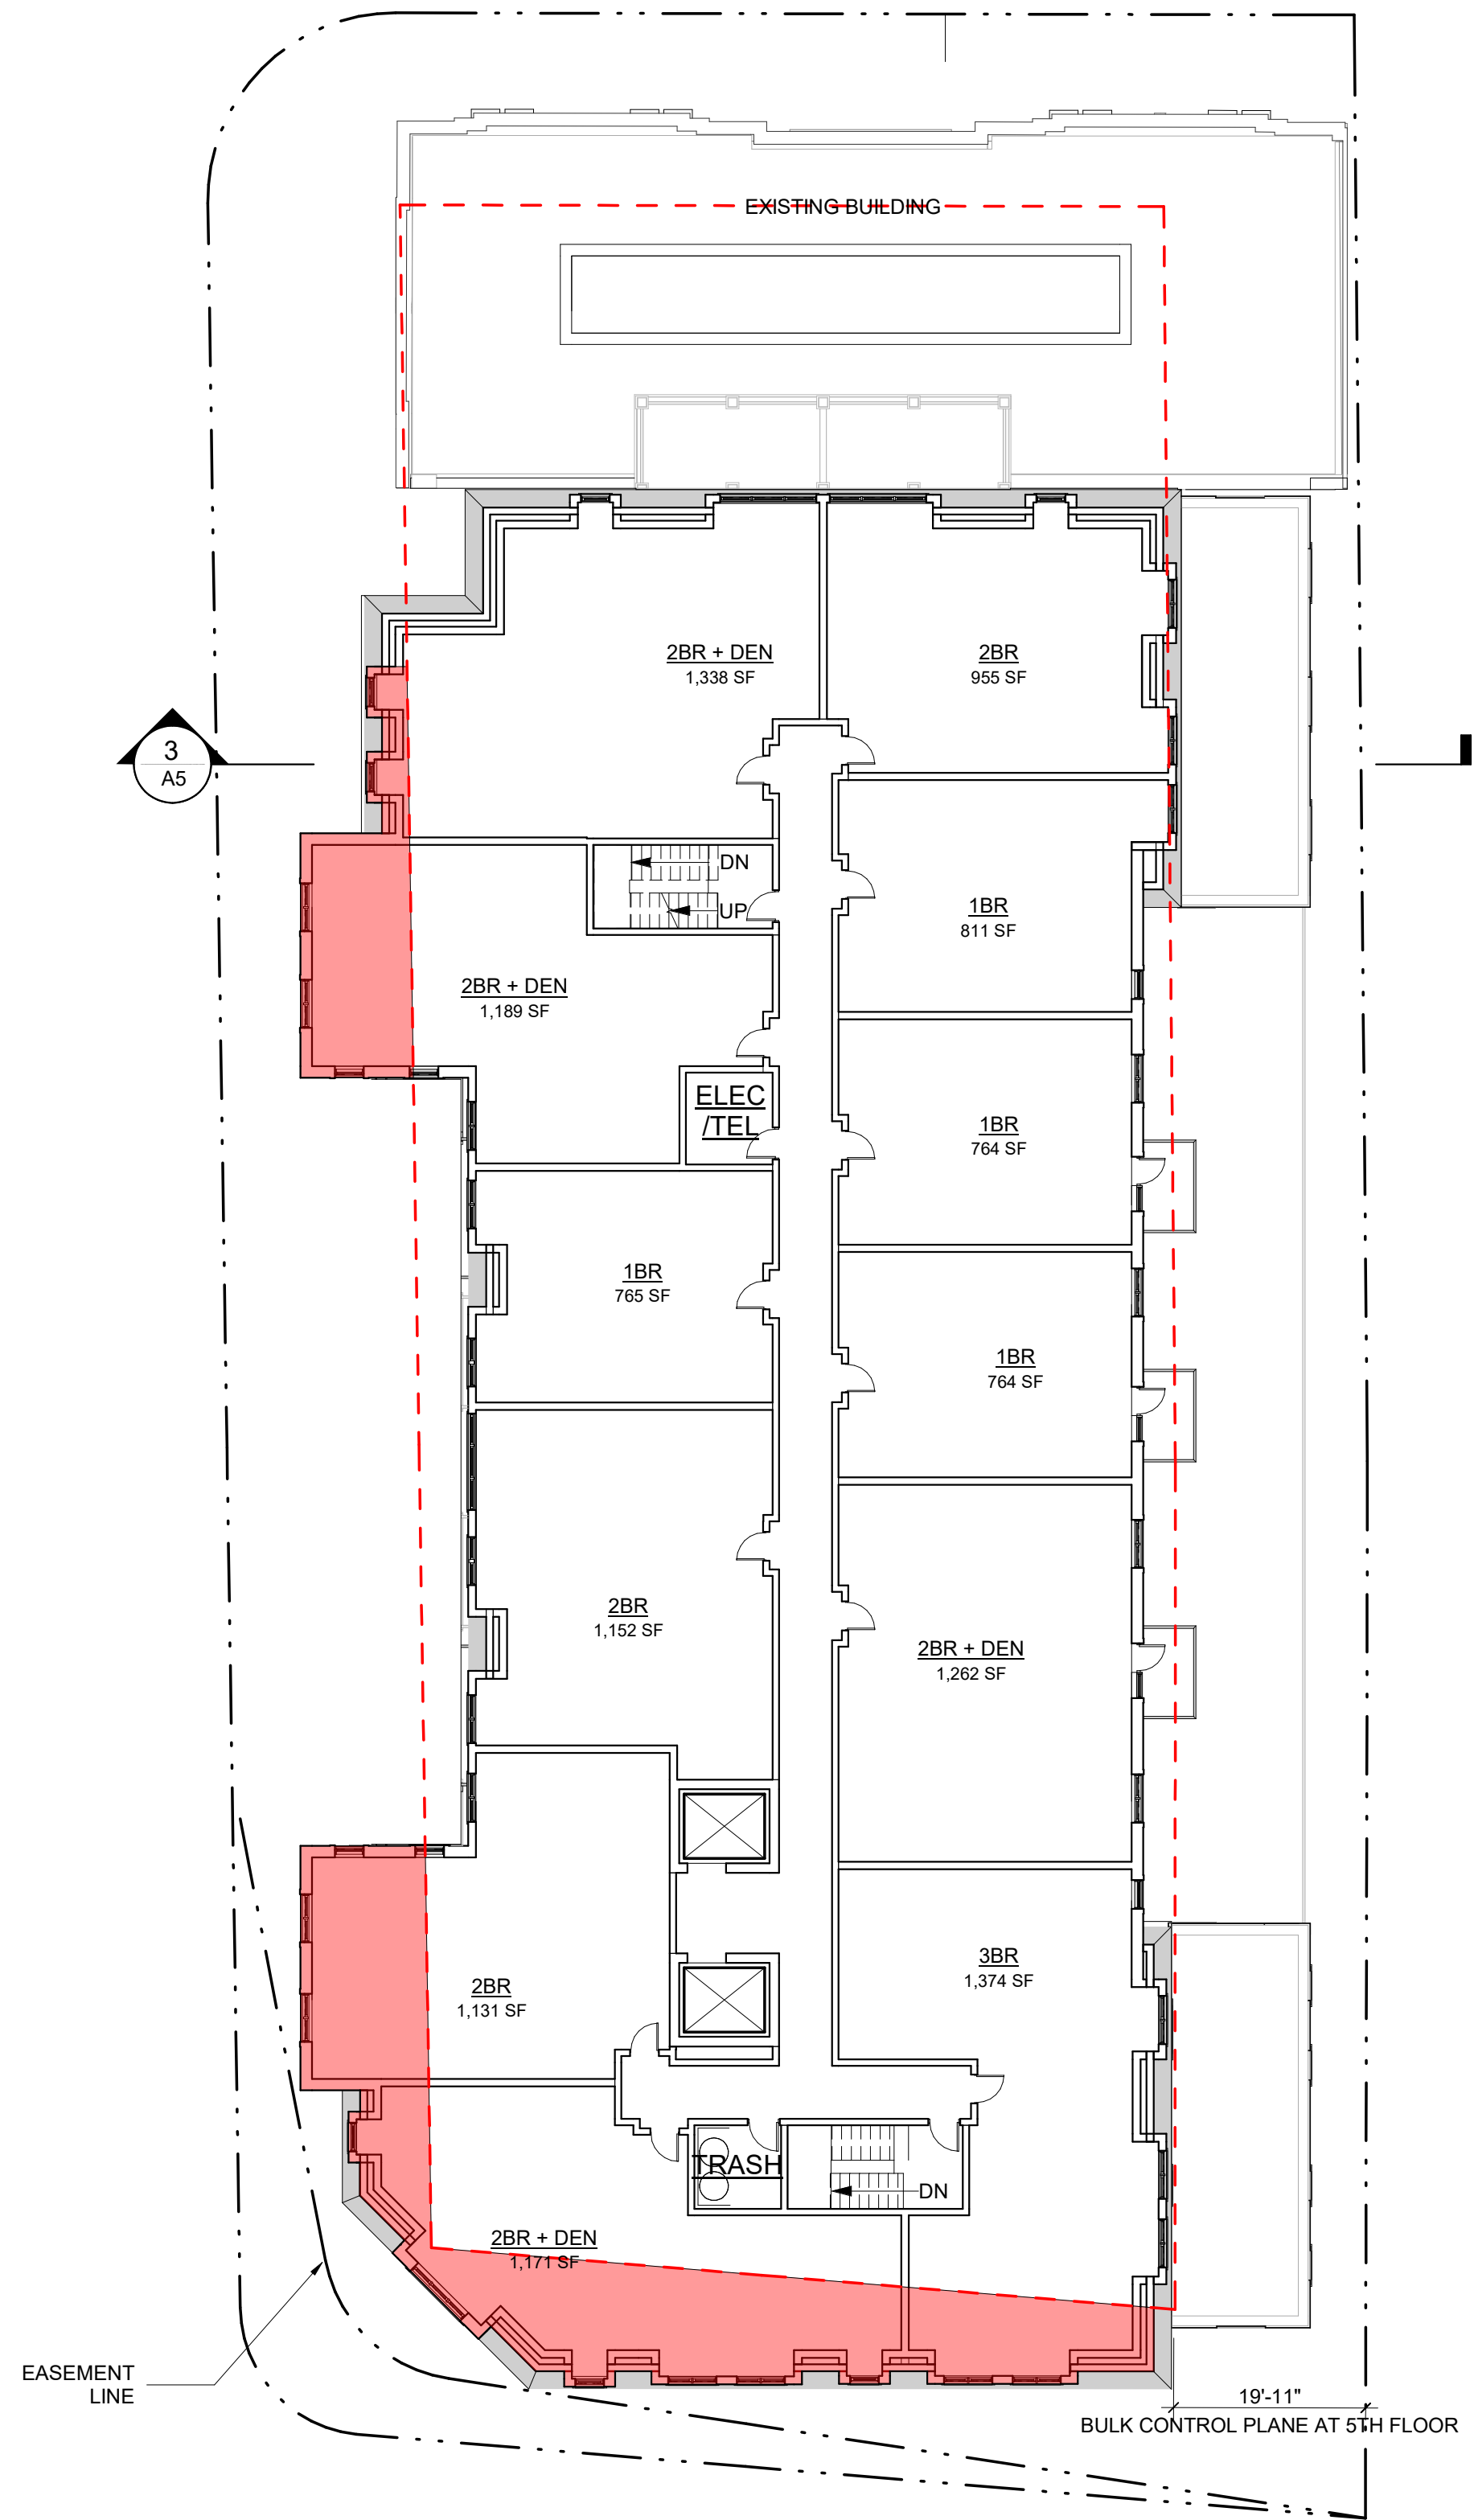 EXISTING BUILDING
2BR + DEN
1,338 SF
2BR
955 SF
3
A5
DN
UP
1BR
811 SF
2BR + DEN
1,189 SF
ELEC
/TEL
1BR
764 SF
1BR
765 SF
1BR
764 SF
2BR
1,152 SF
2BR + DEN
1,262 SF
3BR
1,374 SF
2BR
1,131 SF
TRASH
DN
2BR + DEN
1,171 SF
EASEMENT
LINE
19'-11"
BULK CONTROL PLANE AT 5TH FLOOR